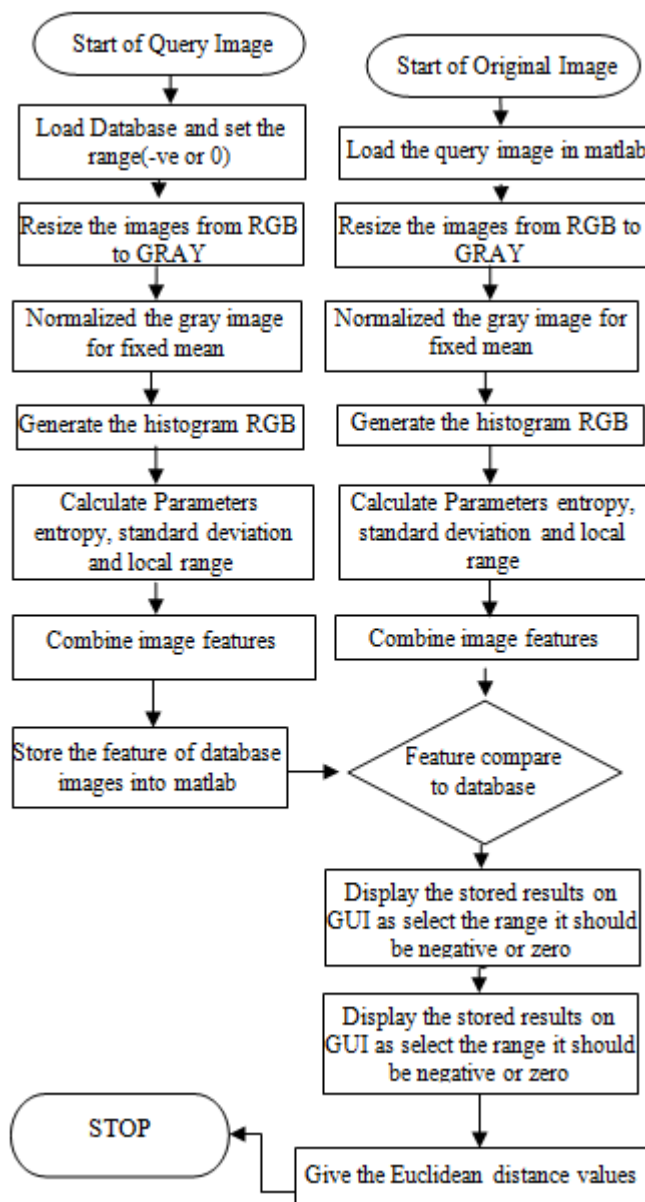 Start of Query Image
Load Database and set the
range(-ve or 0)
Resize the images from RGB
to GRAY
Normalized the gray image
for fixed mean
Generate the histogram RGB
Calculate Parameters
entropy, standard deviation
and local range
Combine image features
Store the feature of database
images into matlab
Start of Original Image
Load the query image in matlab
Resize the images from RGB to
GRAY
Normalized the gray image for
fixed mean
Generate the histogram RGB
Calculate Parameters entropy,
standard deviation and local
range
Combine image features
Feature compare
to database
Display the stored results on
GUI as select the range it should
be negative or zero
Display the stored results on
GUI as select the range it should
be negative or zero
Give the Euclidean distance values
STOP